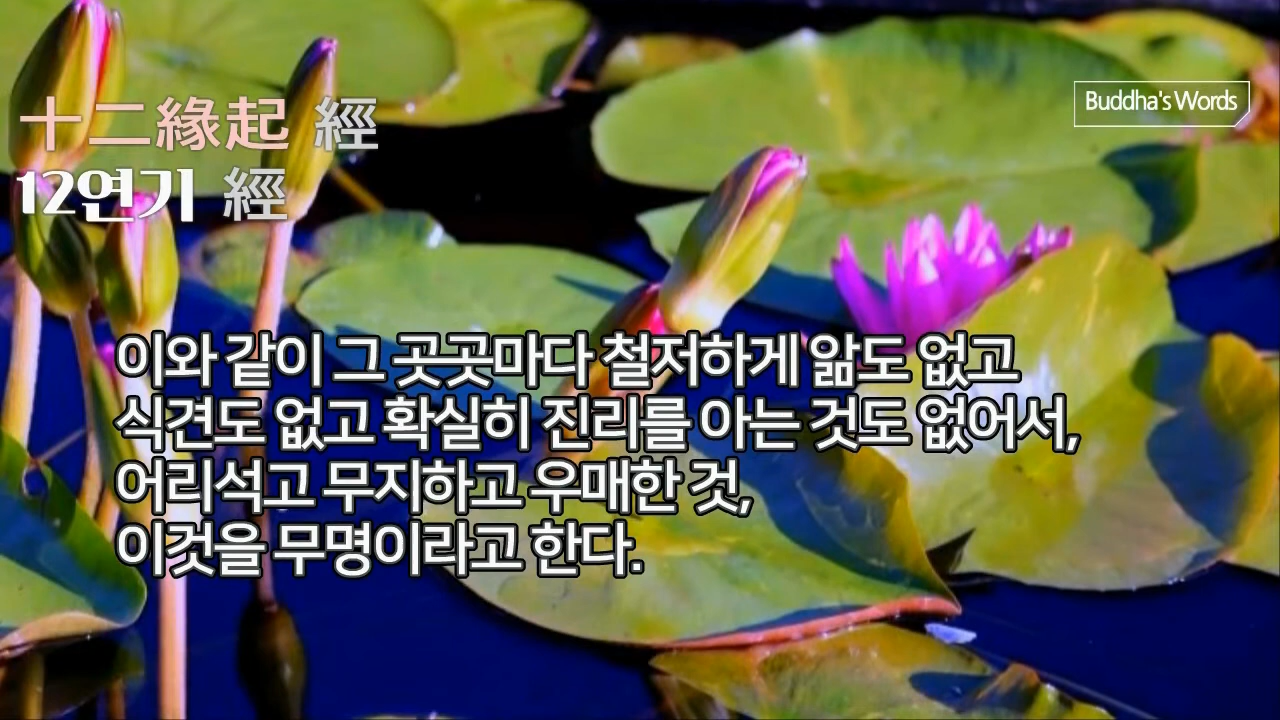 十二緣起 經
12연기 經
Buddha's Words
이와 같이 그 곳곳마다 철저하게 앎도 없고
식견도 없고 확실히 진리를 아는 것도 없어서,
어리석고 무지하고 우매한 것,
이것을 무명이라고 한다.